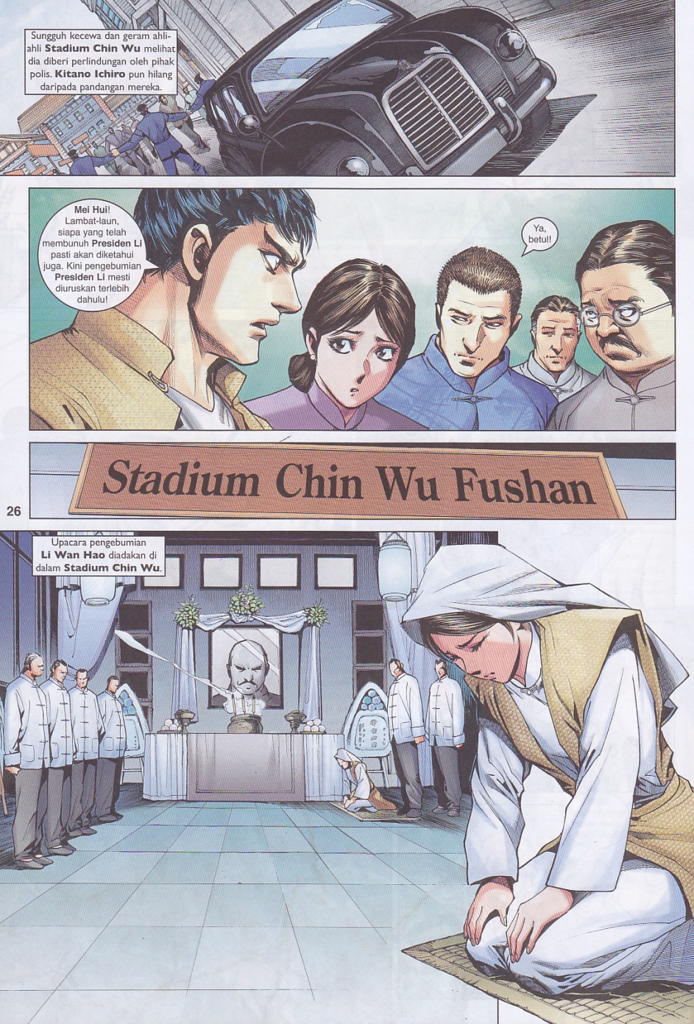 Sungguh kecewa dan geram ahli-
ahli Stadium Chin Wu melihat
dia diberi perlindungan oleh pihak
polis. Kitano Ichiro pun hilang
daripada pandangan mereka.
Mei Hui!
Lambat-laun,
siapa yang telah
membunuh Presiden Li
pasti akan diketahui
juga. Kini pengebumian
Presiden Li mesti
diuruskan terlebih
dahulu!
Ya,
betul!
Stadium Chin Wu Fushan
26
Upacara pengebumian
Li Wan Hao diadakan di
dalam Stadium Chin Wu.